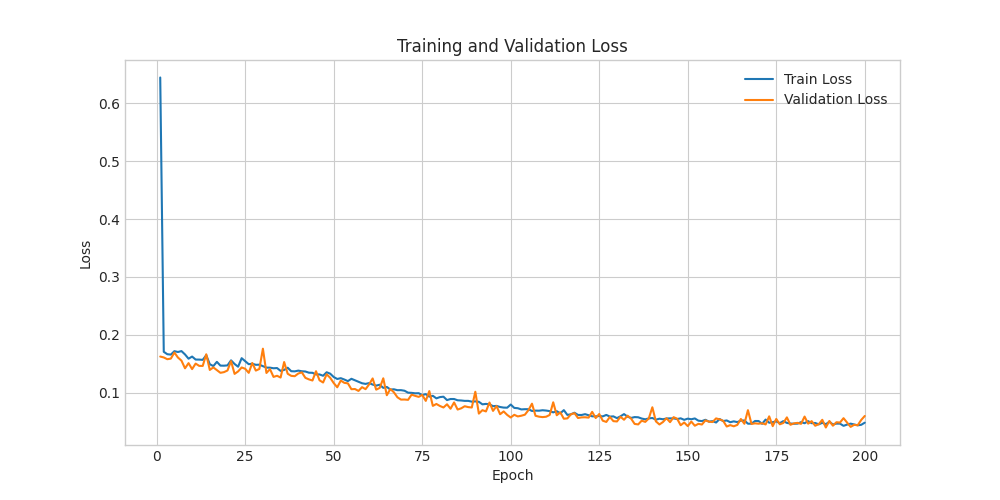 Training and Validation Loss
Train Loss
Validation Loss
0.6
0.5
0.4
0.3
0.2
0.1
Loss
0 25 50 75 100 125 150 175 200
Epoch